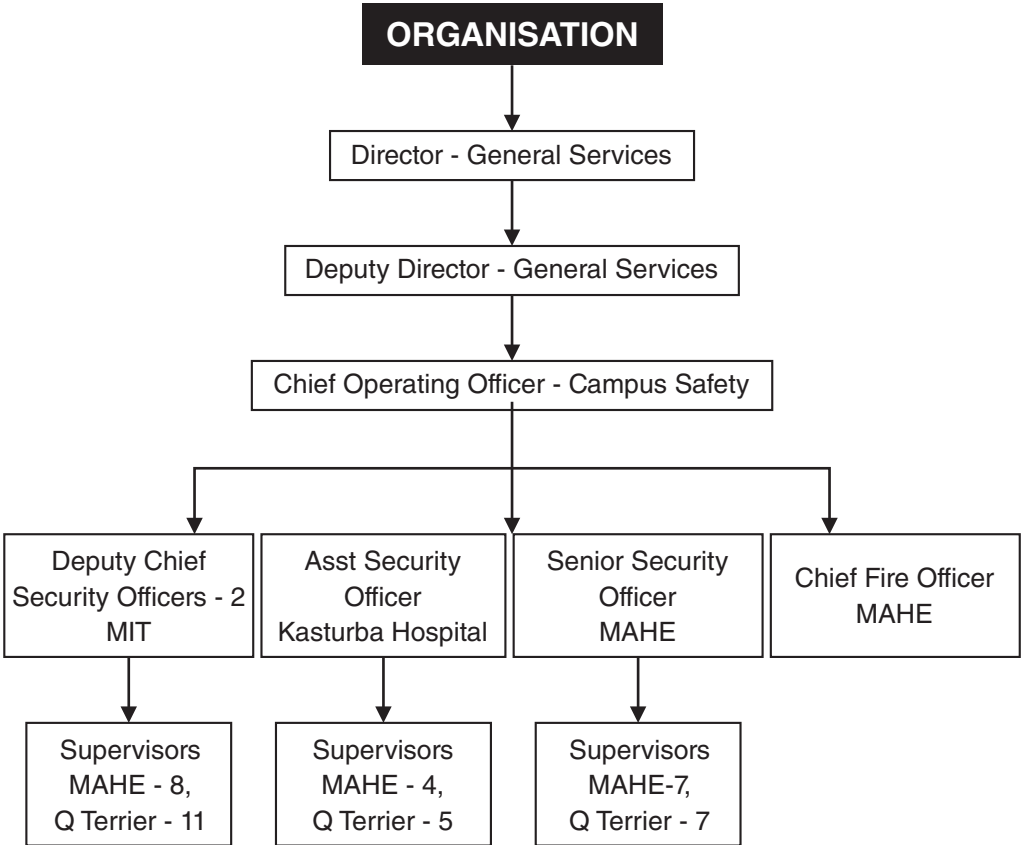 ORGANISATION
Director - General Services
Deputy Director - General Services
Chief Operating Officer - Campus Safety
Deputy Chief
Security Officers - 2
MIT
Asst Security
Officer
Kasturba Hospital
Senior Security
Officer
MAHE
Chief Fire Officer
MAHE
Supervisors
MAHE - 8,
Q Terrier - 11
Supervisors
MAHE - 4,
Q Terrier - 5
Supervisors
MAHE-7,
Q Terrier - 7